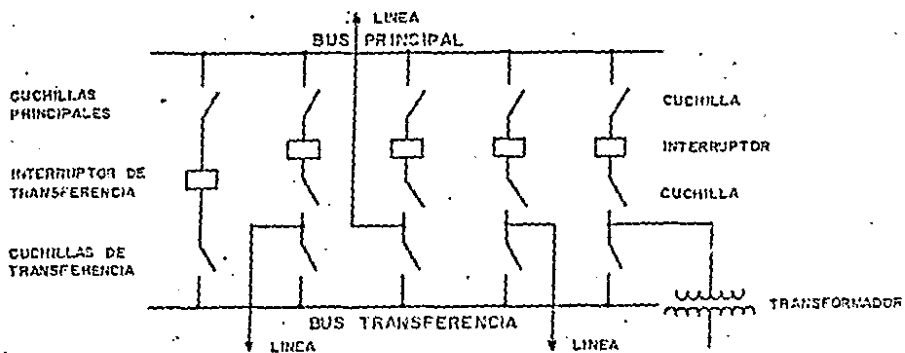 LINEA
BUS PRINCIPAL
CUCHILLAS
PRINCIPALES
CUCHILLA
INTERRUPTOR
INTERRUPTOR DE
TRANSFERENCIA
CUCHILLA
CUCHILLAS DE
TRANSFERENCIA
TRANSFORMADOR
BUS TRANSFERENCIA
LINEA
LINEA